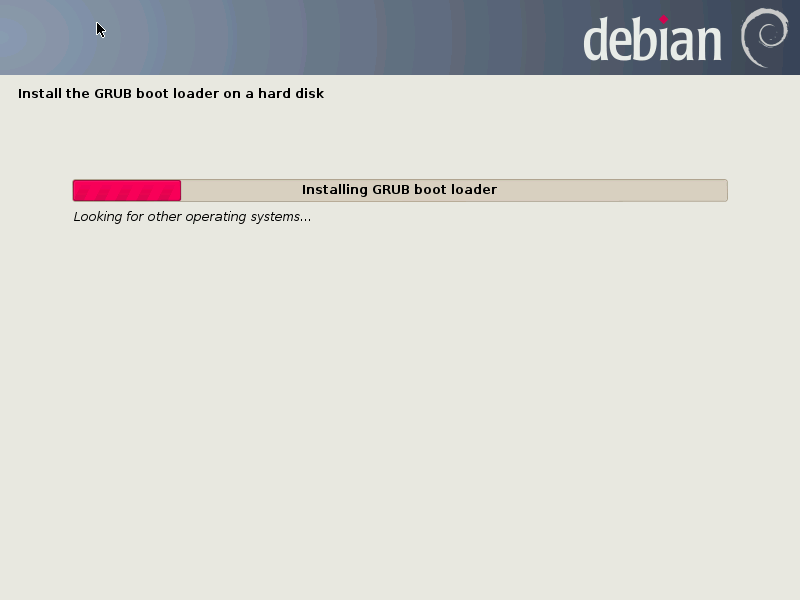 debian
Install the GRUB boot loader on a hard disk
Installing GRUB boot loader
Looking for other operating systems...